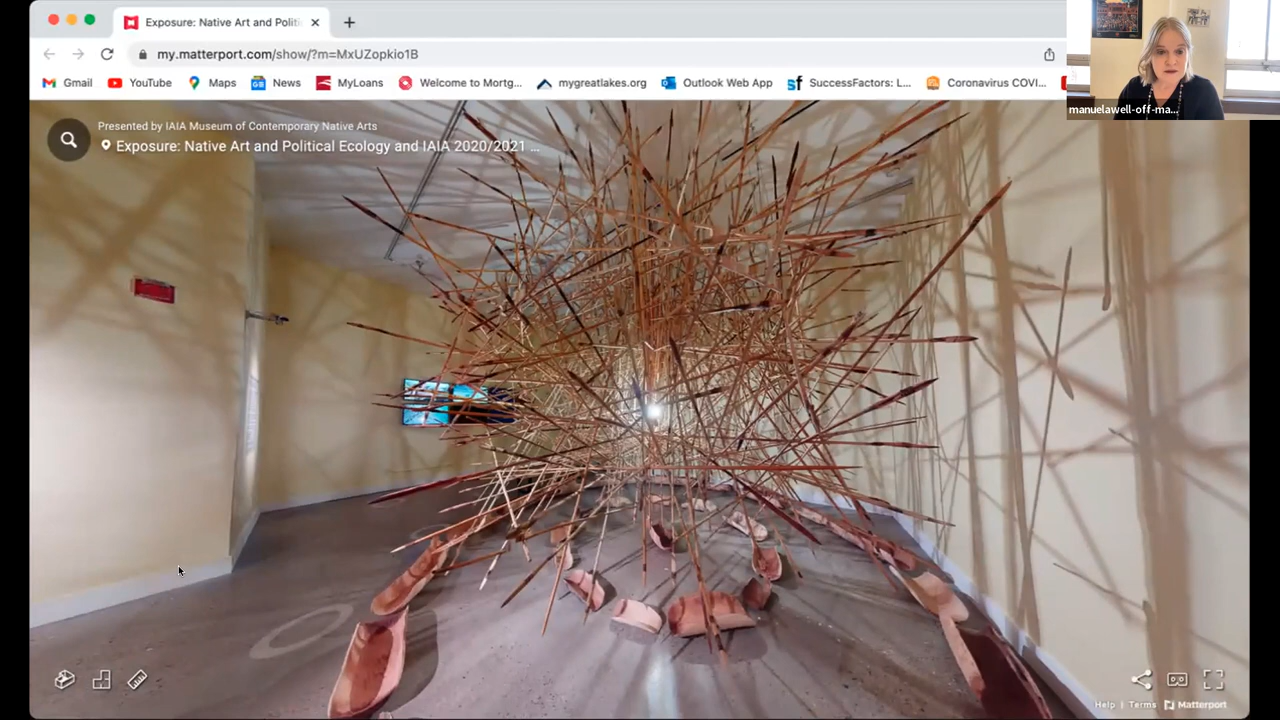 Exposure: Native Art and Politi
my.matterport.com/show/?m=MxUZopkio1B
Gmail YouTube Maps News MyLoans Welcome to Mortg... mygreatlakes.org Outlook Web App SuccessFactors: L... Coronavirus COVI...
manuelawell-off-ma...
Presented by IAIA Museum of Contemporary Native Arts
Exposure: Native Art and Political Ecology and IAIA 2020/2021 ...
Help | Terms Matterport